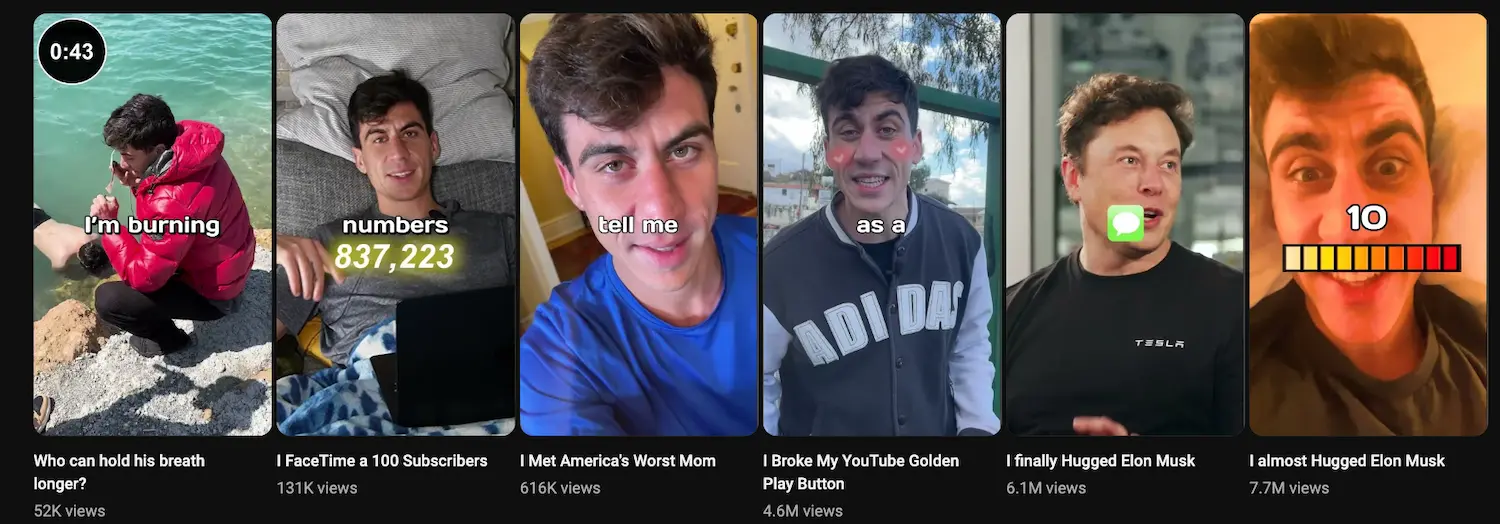 0:43
I'm burning
numbers
837,223
tell me
as a
ADIDAS
TESLA
10
Who can hold his breath
longer?
52K views
I FaceTime a 100 Subscribers
131K views
I Met America's Worst Mom
616K views
I Broke My YouTube Golden
Play Button
4.6M views
I finally Hugged Elon Musk
6.1M views
I almost Hugged Elon Musk
7.7M views